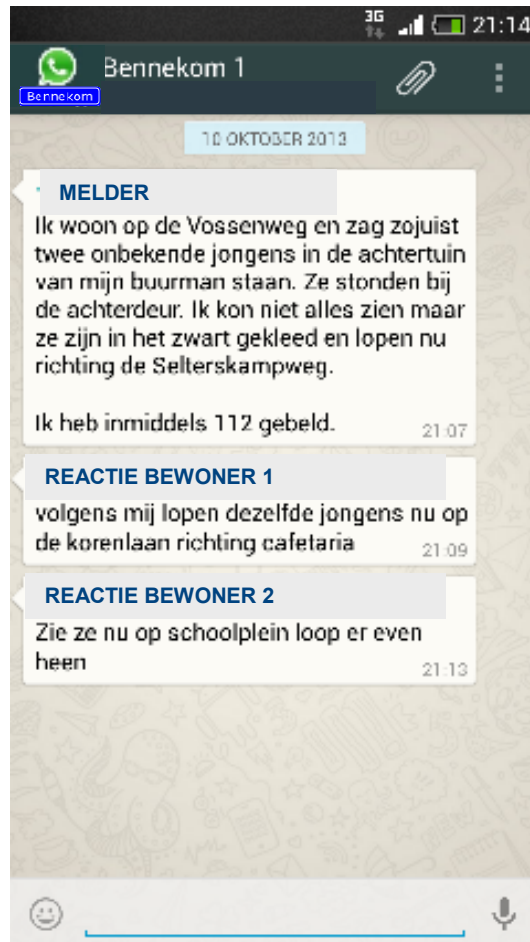 3G
21:14
Bennekom 1
Bennekom
10 OKTOBER 2013
MELDER
Ik woon op de Vossenweg en zag zojuist
twee onbekende jongens in de achtertuin
van mijn buurman staan. Ze stonden bij
de achterdeur. Ik kon niet alles zien maar
ze zijn in het zwart gekleed en lopen nu
richting de Selterskampweg.
Ik heb inmiddels 112 gebeld.
21:07
REACTIE BEWONER 1
volgens mij lopen dezelfde jongens nu op
de korenlaan richting cafetaria
21:09
REACTIE BEWONER 2
Zie ze nu op schoolplein loop er even
heen
21:13